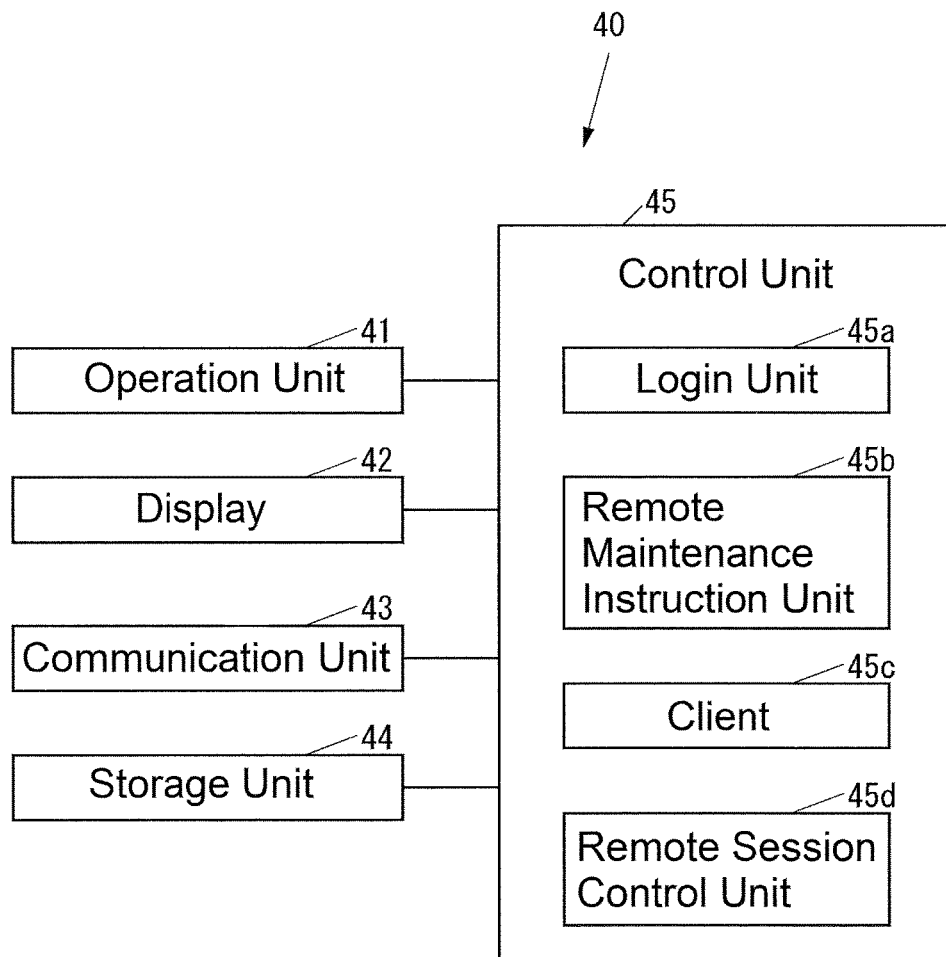 40
45
Control Unit
41
Operation Unit
42
Display
43
Communication Unit
44
Storage Unit
45a
Login Unit
45b
Remote
Maintenance
Instruction Unit
45c
Client
45d
Remote Session
Control Unit